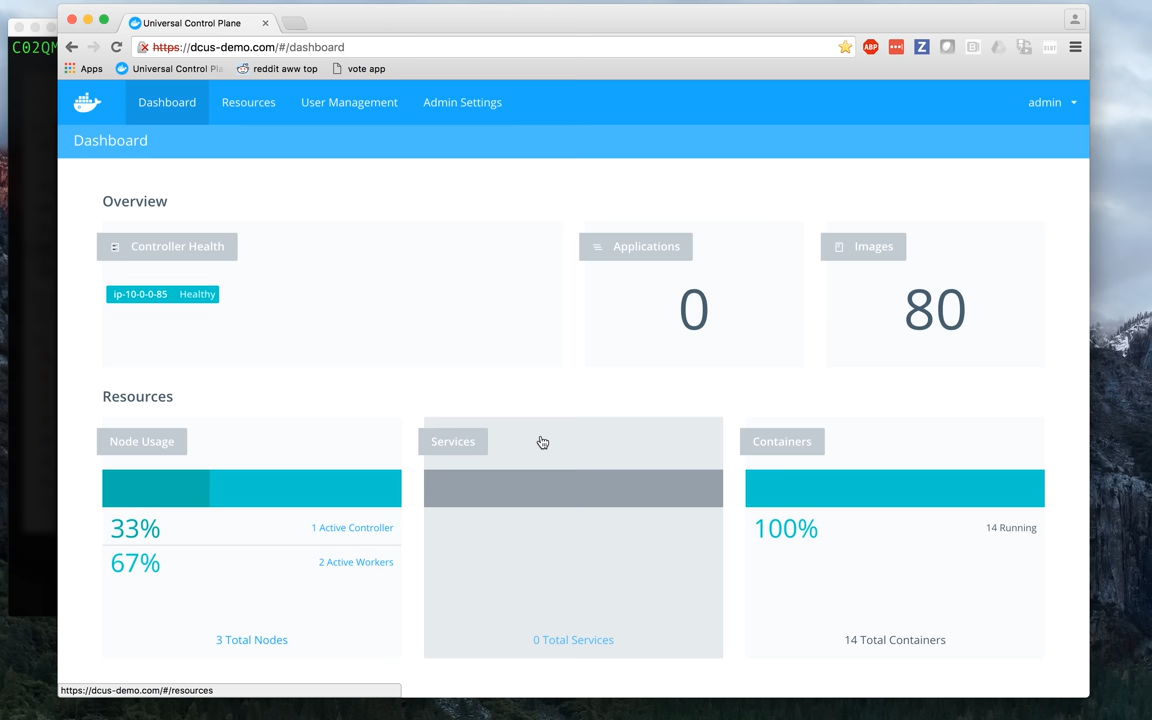 C02QM
Universal Control Plane
https://dcus-demo.com/#/dashboard
ABP
Z
B
Apps
Universal Control Pla
reddit aww top
vote app
Dashboard
Resources
User Management
Admin Settings
admin
Dashboard
Overview
Controller Health
Applications
Images
ip-10-0-0-85 Healthy
0
80
Resources
Node Usage
Services
Containers
33%
1 Active Controller
100%
14 Running
67%
2 Active Workers
3 Total Nodes
0 Total Services
14 Total Containers
https://dcus-demo.com/#/resources